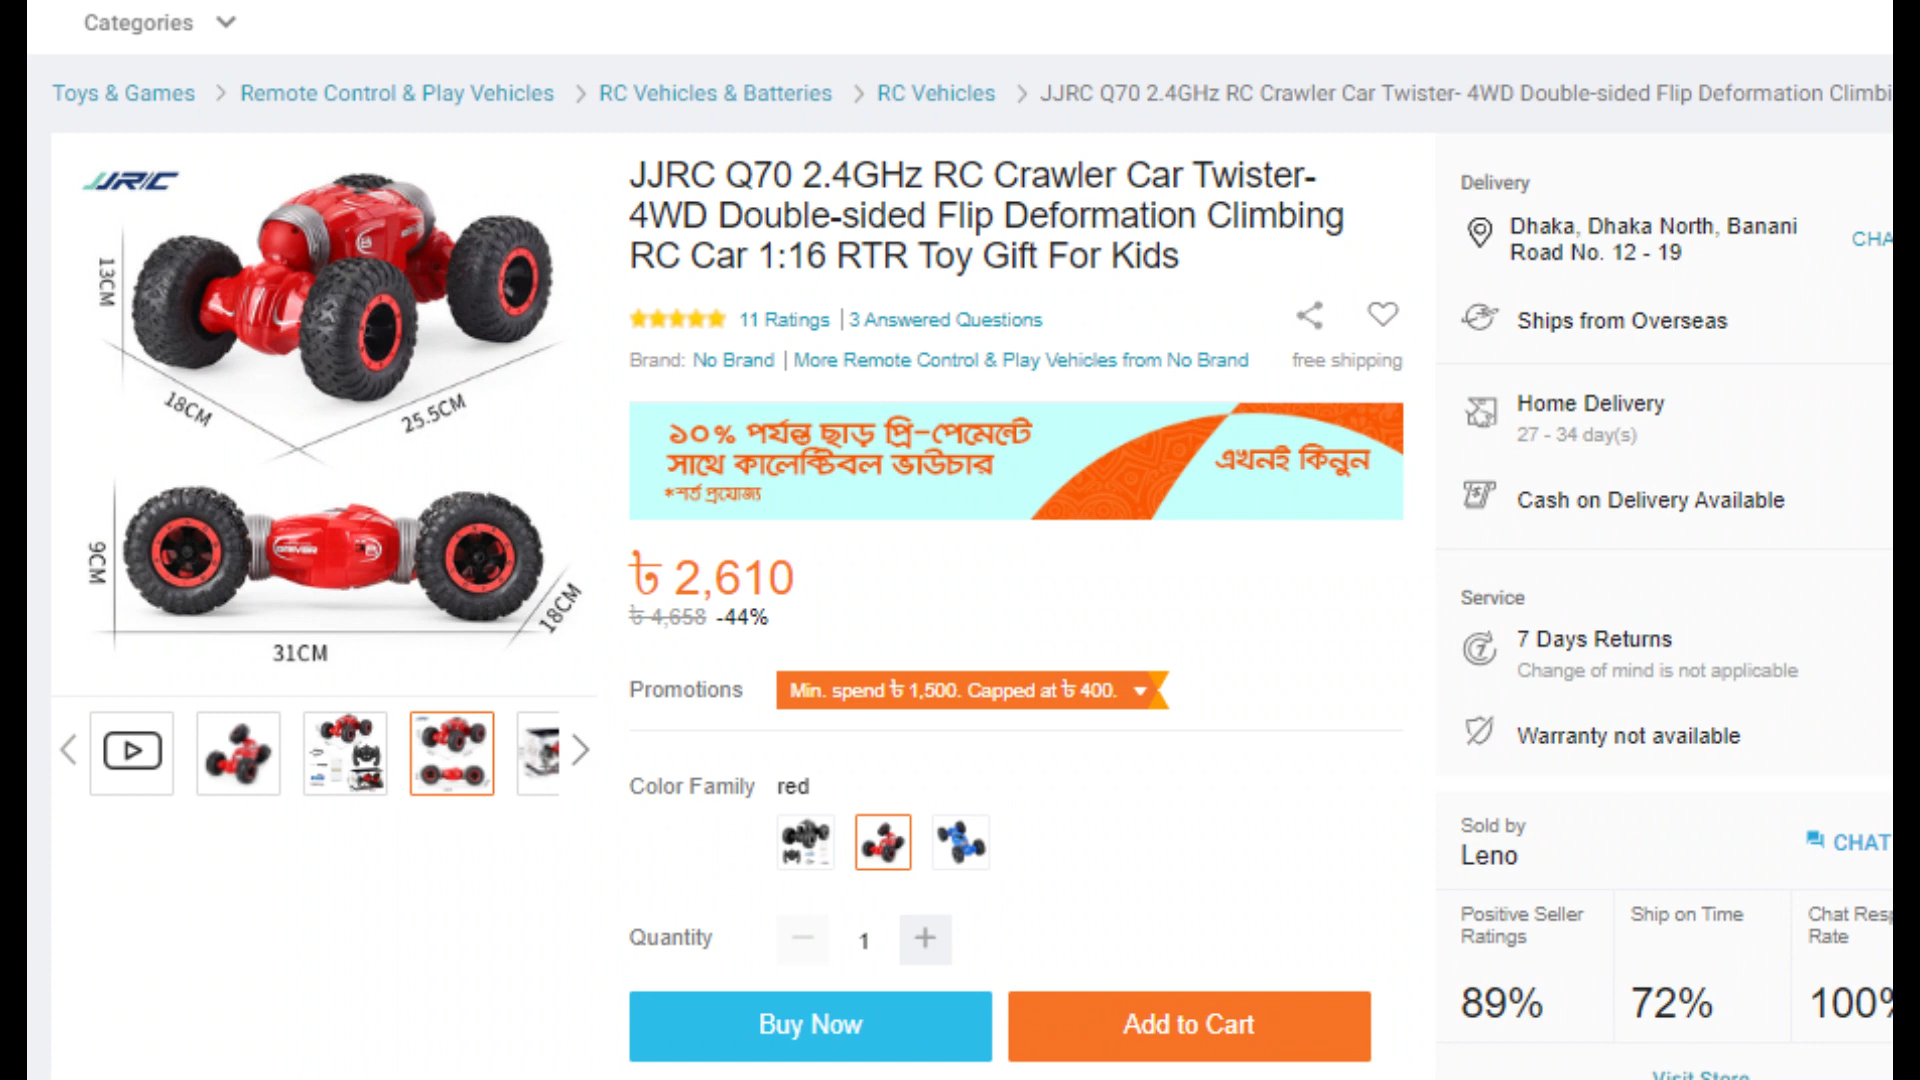 Categories
Toys & Games > Remote Control & Play Vehicles > RC Vehicles & Batteries > RC Vehicles > JJRC Q70 2.4GHz RC Crawler Car Twister- 4WD Double-sided Flip Deformation Climbi
JJRC
13CM
18CM
25.5CM
9CM
31CM
18CM
JJRC Q70 2.4GHz RC Crawler Car Twister-
4WD Double-sided Flip Deformation Climbing
RC Car 1:16 RTR Toy Gift For Kids
11 Ratings | 3 Answered Questions
Brand: No Brand | More Remote Control & Play Vehicles from No Brand
free shipping
১০% পর্যন্ত ছাড় প্রি-পেমেন্টে
সাথে কালেক্টিবল ভাউচার
*শর্ত প্রযোজ্য
এখনই কিনুন
৳ 2,610
৳ 4,658 -44%
Promotions
Min. spend ৳ 1,500. Capped at ৳ 400.
Color Family red
Quantity
1
Buy Now
Add to Cart
Delivery
Dhaka, Dhaka North, Banani
Road No. 12 - 19
CHA
Ships from Overseas
Home Delivery
27 - 34 day(s)
Cash on Delivery Available
Service
7 Days Returns
Change of mind is not applicable
Warranty not available
Sold by
Leno
CHAT
Positive Seller
Ratings
89%
Ship on Time
72%
Chat Resp
Rate
100%
Visit Store